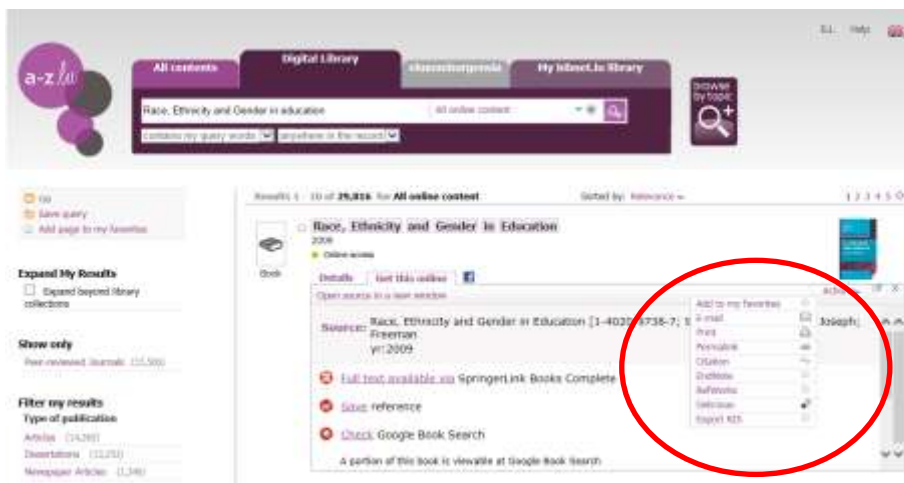 Help
a-z
All contents
Digital Library
My
Library
browse
by topic
Race, Ethnicity and Gender in education
All online content
contains my query words
anywhere in the record
Save query
Add page to my favorites
Results 1 - 10 of 29,816 for All online content
Sorted by: Relevance
1 2 3 4 5
Book
Race, Ethnicity and Gender in Education
2009
Online access
Details
Get this online
Open source in a new window
Actions
Source:
Race, Ethnicity and Gender in Education
Joseph;
Freeman
yr:2009
Full text available via SpringerLink Books Complete
Save reference
Check Google Book Search
A portion of this book is viewable at Google Book Search
Add to my favorites
E-mail
Print
Permalink
Citation
EndNote
RefWorks
Delicious
Export RIS
Expand My Results
Expand beyond library
collections
Show only
Peer-reviewed Journals
Filter my results
Type of publication
Articles
Dissertations
Newspaper Articles